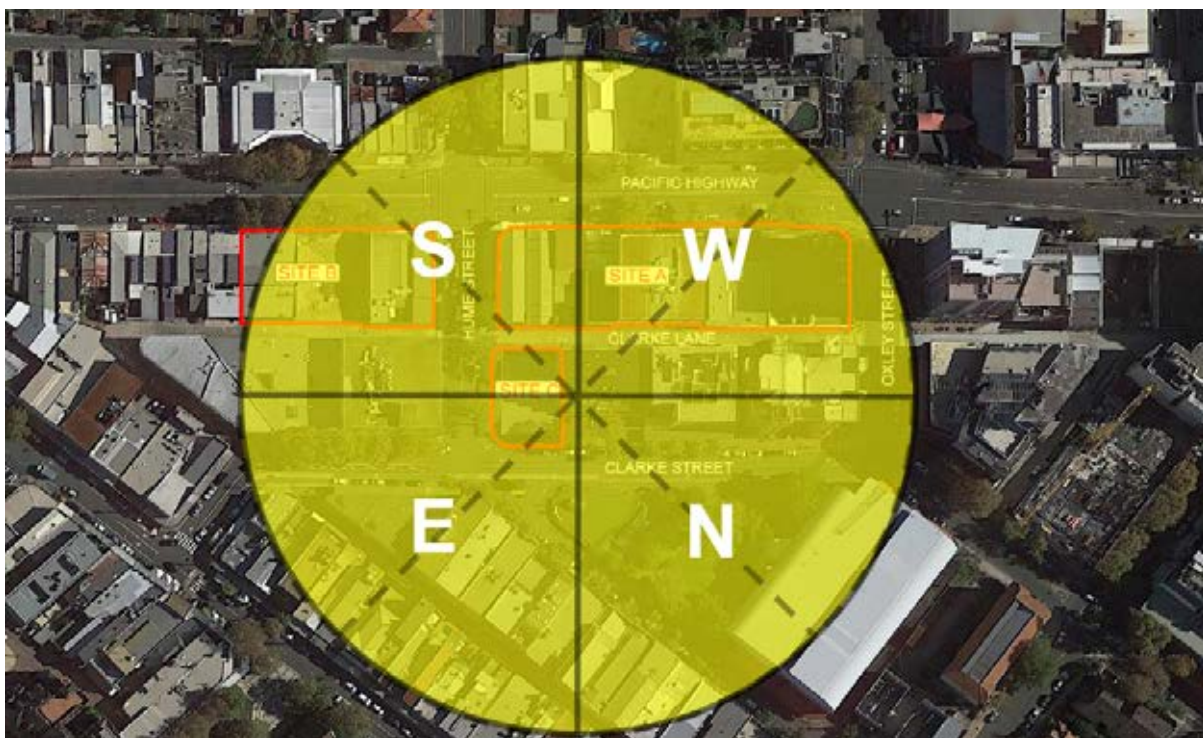 PACIFIC HIGHWAY
S
W
HUME STREET
SITE B
SITE A
OXLEY STREET
CLARKE LANE
SITE C
CLARKE STREET
E
N